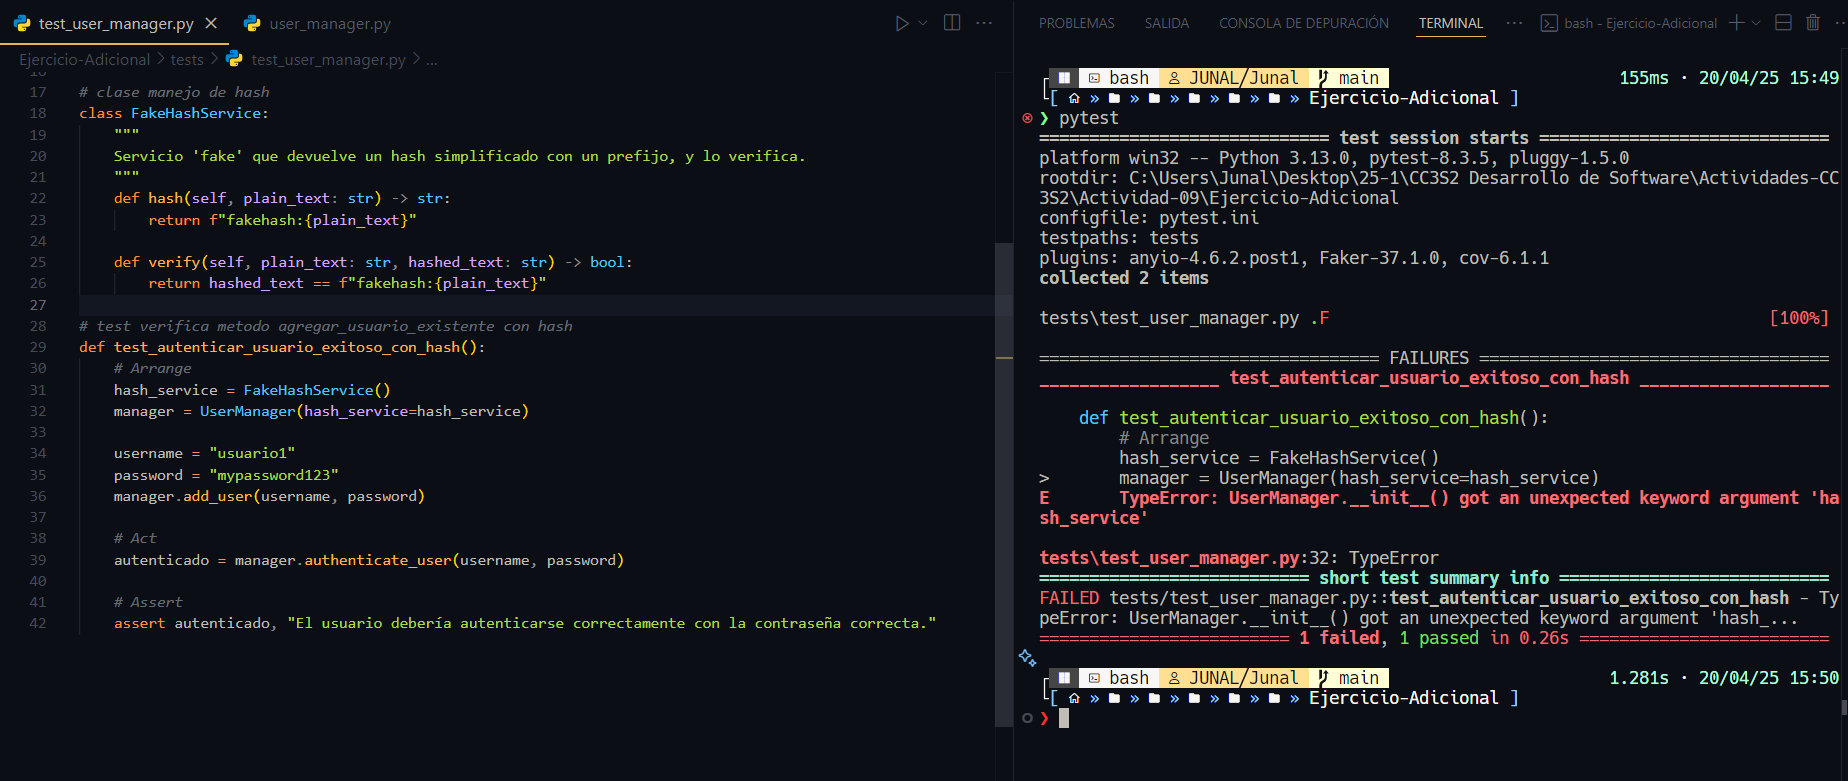 test_user_manager.py
user_manager.py
Ejercicio-Adicional > tests > test_user_manager.py > ...
17 # clase manejo de hash
18 class FakeHashService:
19 """
20 Servicio 'fake' que devuelve un hash simplificado con un prefijo, y lo verifica.
21 """
22 def hash(self, plain_text: str) -> str:
23 return f"fakehash:{plain_text}"
24
25 def verify(self, plain_text: str, hashed_text: str) -> bool:
26 return hashed_text == f"fakehash:{plain_text}"
27
28 # test verifica metodo agregar_usuario_existente con hash
29 def test_autenticar_usuario_exitoso_con_hash():
30 # Arrange
31 hash_service = FakeHashService()
32 manager = UserManager(hash_service=hash_service)
33
34 username = "usuario1"
35 password = "mypassword123"
36 manager.add_user(username, password)
37
38 # Act
39 autenticado = manager.authenticate_user(username, password)
40
41 # Assert
42 assert autenticado, "El usuario debería autenticarse correctamente con la contraseña correcta."
PROBLEMAS SALIDA CONSOLA DE DEPURACIÓN TERMINAL ··· bash - Ejercicio-Adicional
bash JUNAL/Junal main 155ms · 20/04/25 15:49
[ » » » » » » Ejercicio-Adicional ]
❯ pytest
============================= test session starts =============================
platform win32 -- Python 3.13.0, pytest-8.3.5, pluggy-1.5.0
rootdir: C:\Users\Junal\Desktop\25-1\CC3S2 Desarrollo de Software\Actividades-CC
3S2\Actividad-09\Ejercicio-Adicional
configfile: pytest.ini
testpaths: tests
plugins: anyio-4.6.2.post1, Faker-37.1.0, cov-6.1.1
collected 2 items
tests\test_user_manager.py .F [100%]
================================== FAILURES ===================================
__________________ test_autenticar_usuario_exitoso_con_hash ___________________
def test_autenticar_usuario_exitoso_con_hash():
# Arrange
hash_service = FakeHashService()
> manager = UserManager(hash_service=hash_service)
E TypeError: UserManager.__init__() got an unexpected keyword argument 'ha
sh_service'
tests\test_user_manager.py:32: TypeError
=========================== short test summary info ===========================
FAILED tests/test_user_manager.py::test_autenticar_usuario_exitoso_con_hash - Ty
peError: UserManager.__init__() got an unexpected keyword argument 'hash_...
========================= 1 failed, 1 passed in 0.26s =========================
bash JUNAL/Junal main 1.281s · 20/04/25 15:50
[ » » » » » » Ejercicio-Adicional ]
❯